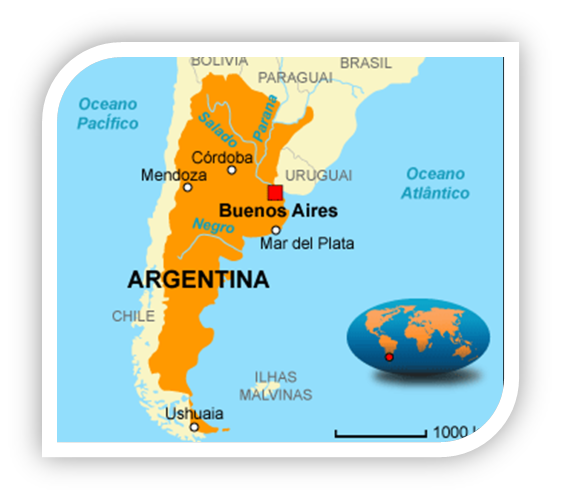 BOLÍVIA
BRASIL
PARAGUAI
Oceano
Pacífico
Salado
Paraná
Córdoba
Mendoza
URUGUAI
Oceano
Atlântico
Buenos Aires
Negro
Mar del Plata
ARGENTINA
CHILE
ILHAS
MALVINAS
Ushuaia
1000